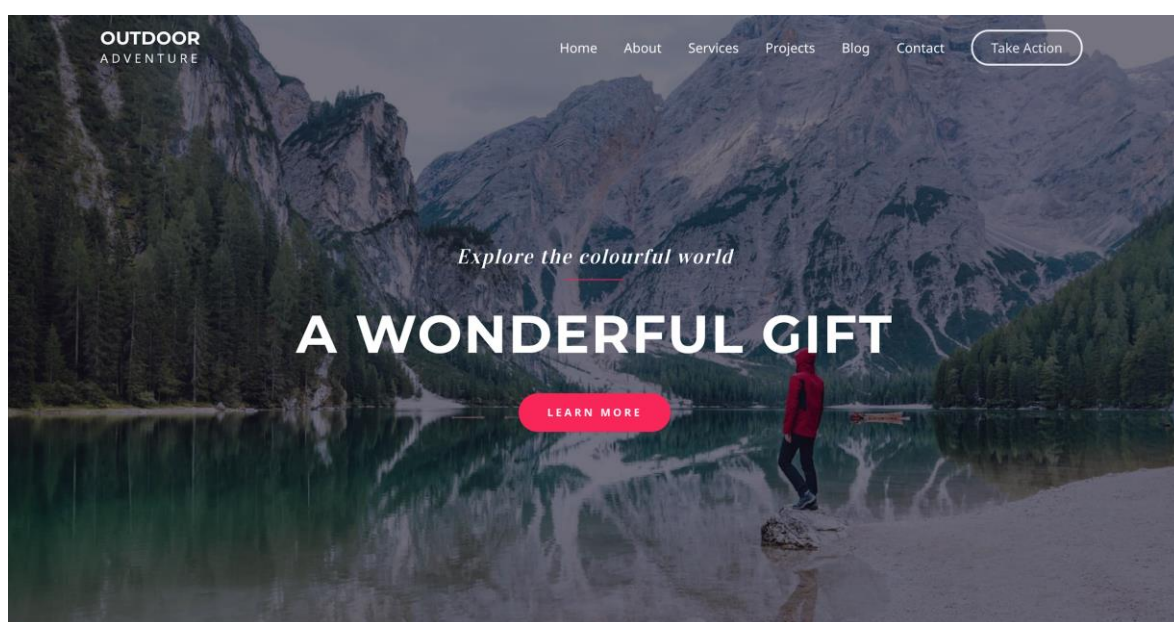 OUTDOOR
ADVENTURE
Home About Services Projects Blog Contact Take Action
Explore the colourful world
A WONDERFUL GIFT
LEARN MORE